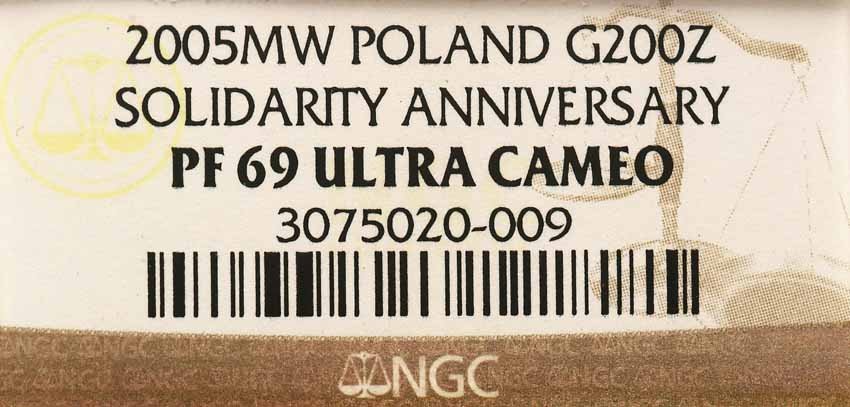 2005MW POLAND G200Z
SOLIDARITY ANNIVERSARY
PF 69 ULTRA CAMEO
3075020-009
NGC